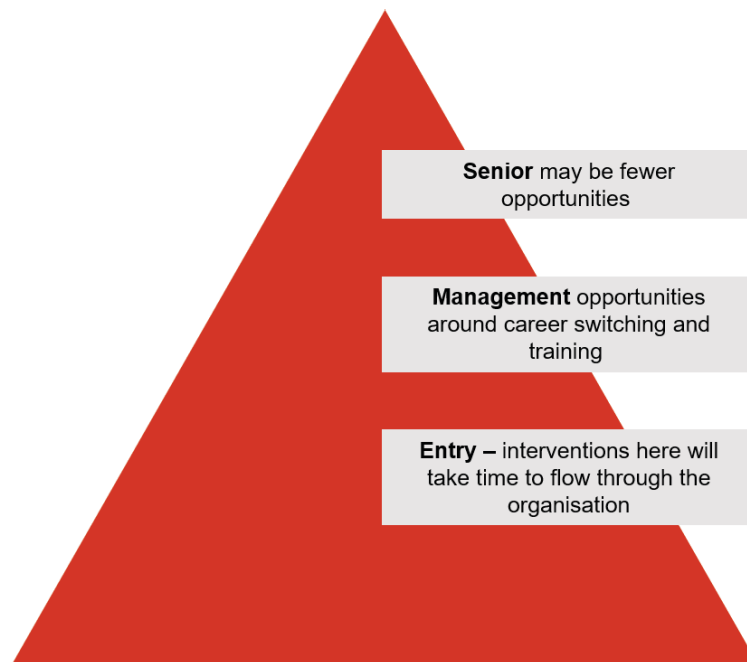 Senior may be fewer
opportunities
Management opportunities
around career switching and
training
Entry – interventions here will
take time to flow through the
organisation